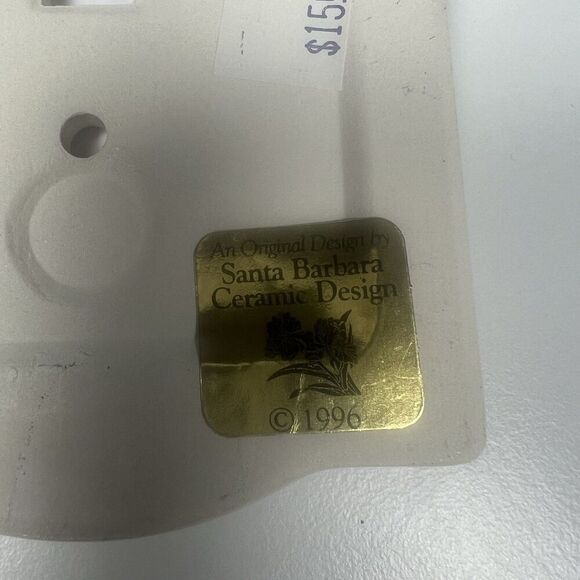 $15
An Original Design by
Santa Barbara
Ceramic Design
© 1996